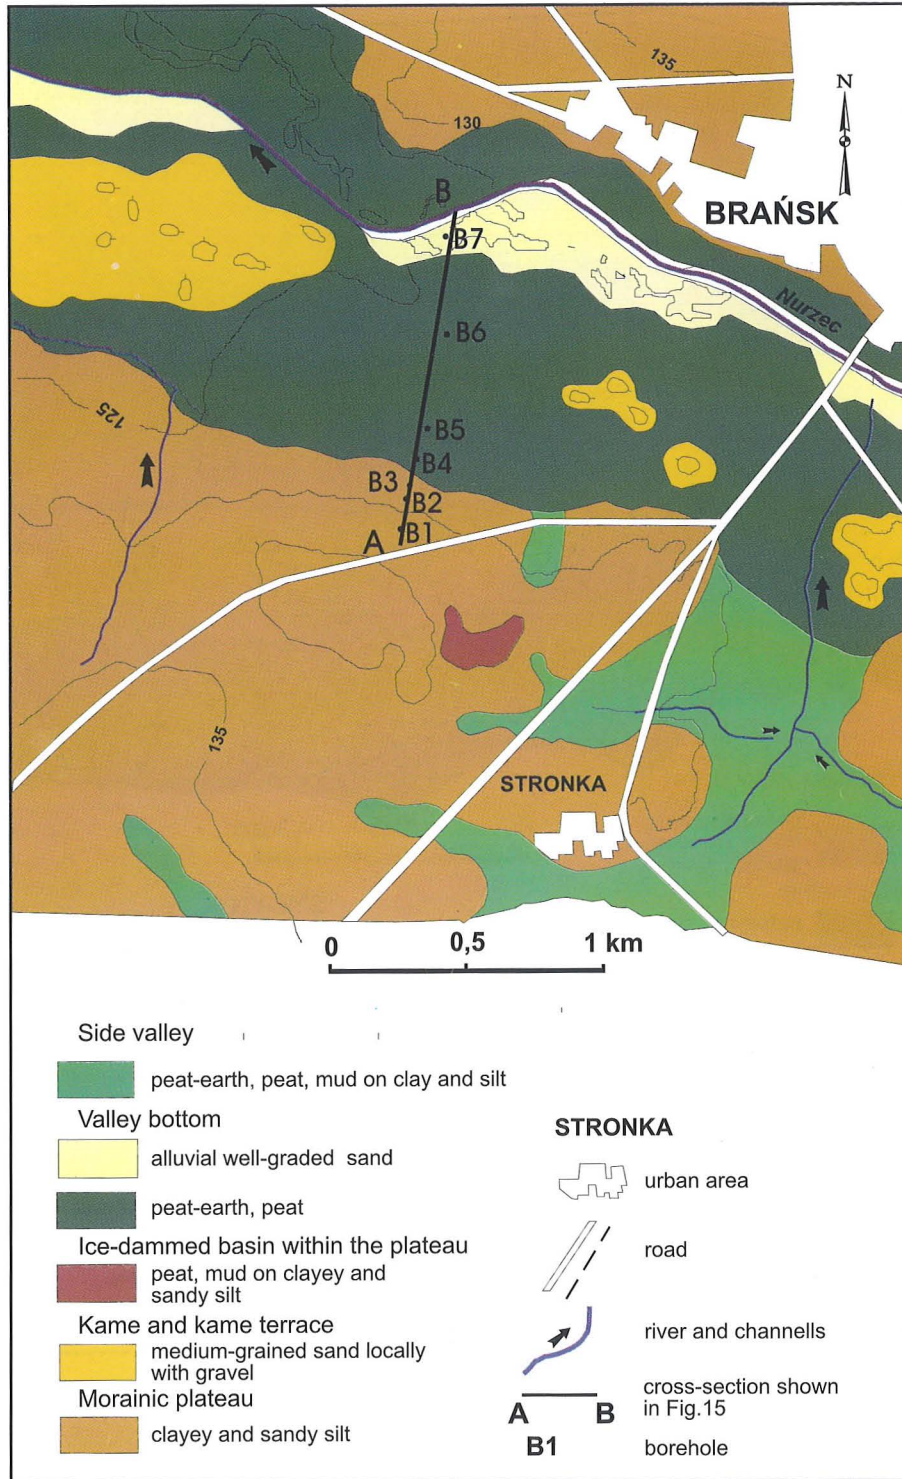 135
N
130
BRAŃSK
B
B7
Nurzec
B6
125
B5
B4
B3
B2
A
B1
135
STRONKA
0 0,5 1 km
Side valley
peat-earth, peat, mud on clay and silt
Valley bottom
alluvial well-graded sand
peat-earth, peat
Ice-dammed basin within the plateau
peat, mud on clayey and
sandy silt
Kame and kame terrace
medium-grained sand locally
with gravel
Morainic plateau
clayey and sandy silt
STRONKA
urban area
road
river and channells
A B
cross-section shown
in Fig.15
B1
borehole